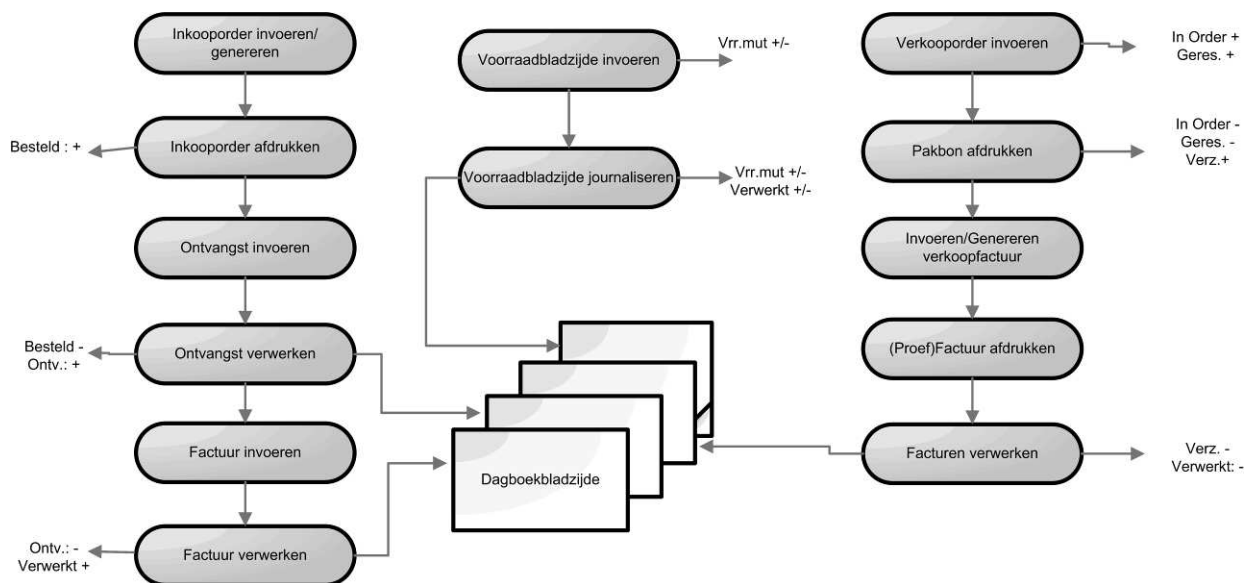 Inkooporder invoeren/
genereren
Besteld : +
Inkooporder afdrukken
Ontvangst invoeren
Besteld -
Ontv.: +
Ontvangst verwerken
Factuur invoeren
Ontv.: -
Verwerkt +
Factuur verwerken
Voorraadbladzijde invoeren
Vrr.mut +/-
Voorraadbladzijde journaliseren
Vrr.mut +/-
Verwerkt +/-
Dagboekbladzijde
Verkooporder invoeren
In Order +
Geres. +
Pakbon afdrukken
In Order -
Geres. -
Verz.+
Invoeren/Genereren
verkoopfactuur
(Proef)Factuur afdrukken
Facturen verwerken
Verz. -
Verwerkt: -